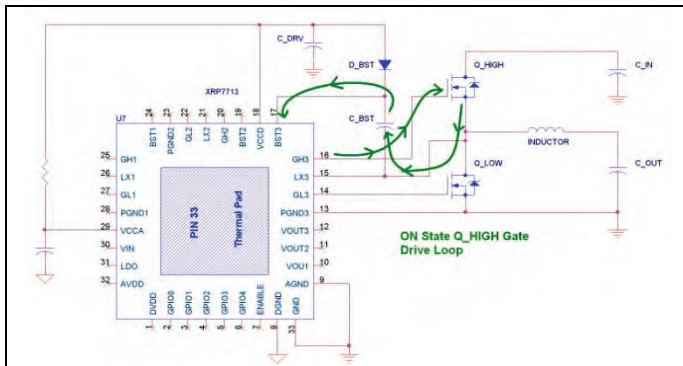 C_DRV
D_BST
Q_HIGH
C_IN
XRP7713
U7
24 23 22 21 20 19 18 17
BST1 PGND2 GL2 LX2 GH2 BST2 VCCD BST3
C_BST
25 GH1
26 LX1
27 GL1
28 PGND1
29 VCCA
30 VIN
31 LDO
32 AVDD
PIN 33
Thermal Pad
GH3 16
LX3 15
GL3 14
PGND3 13
VOUT3 12
VOUT2 11
VOU1 10
AGND 9
INDUCTOR
Q_LOW
C_OUT
ON State Q_HIGH Gate
Drive Loop
DVDD GPIO0 GPIO1 GPIO2 GPIO3 GPIO4 ENABLE DGND GND
1 2 3 4 5 6 7 8 33